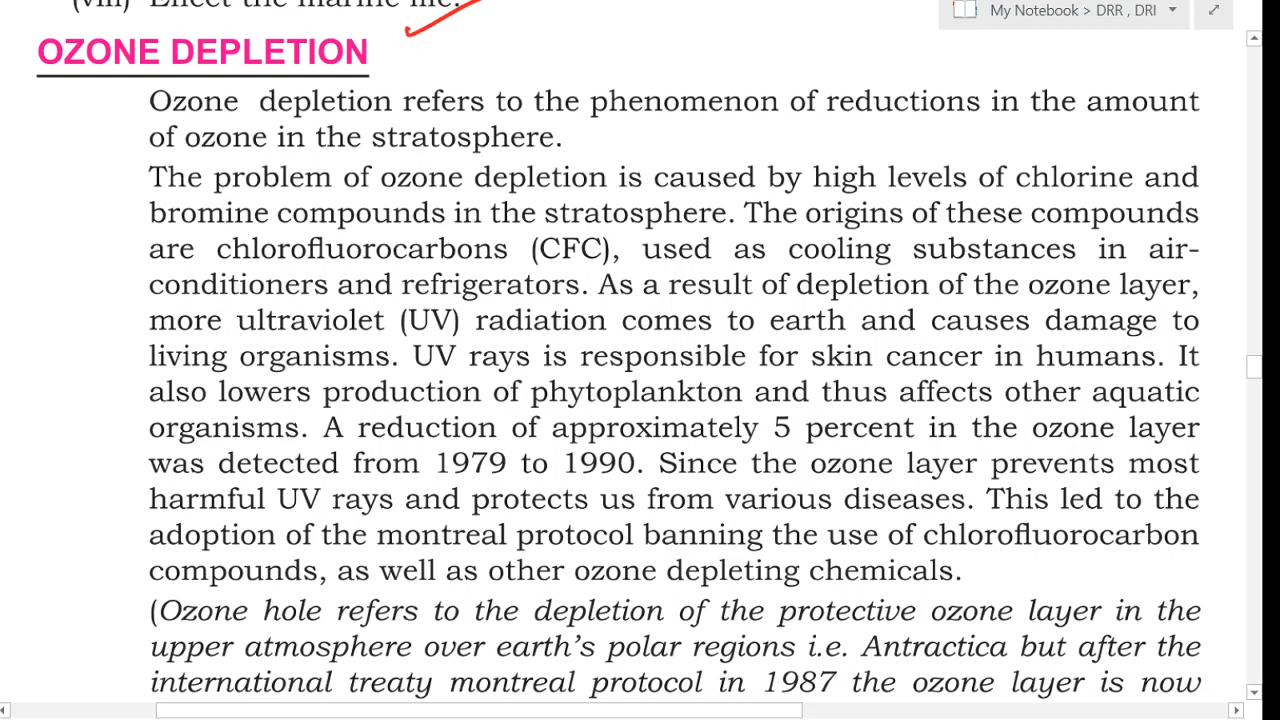 (viii) Effect the marine life.
My Notebook > DRR , DRI
OZONE DEPLETION
Ozone depletion refers to the phenomenon of reductions in the amount
of ozone in the stratosphere.
The problem of ozone depletion is caused by high levels of chlorine and
bromine compounds in the stratosphere. The origins of these compounds
are chlorofluorocarbons (CFC), used as cooling substances in air-
conditioners and refrigerators. As a result of depletion of the ozone layer,
more ultraviolet (UV) radiation comes to earth and causes damage to
living organisms. UV rays is responsible for skin cancer in humans. It
also lowers production of phytoplankton and thus affects other aquatic
organisms. A reduction of approximately 5 percent in the ozone layer
was detected from 1979 to 1990. Since the ozone layer prevents most
harmful UV rays and protects us from various diseases. This led to the
adoption of the montreal protocol banning the use of chlorofluorocarbon
compounds, as well as other ozone depleting chemicals.
(Ozone hole refers to the depletion of the protective ozone layer in the
upper atmosphere over earth's polar regions i.e. Antractica but after the
international treaty montreal protocol in 1987 the ozone layer is now